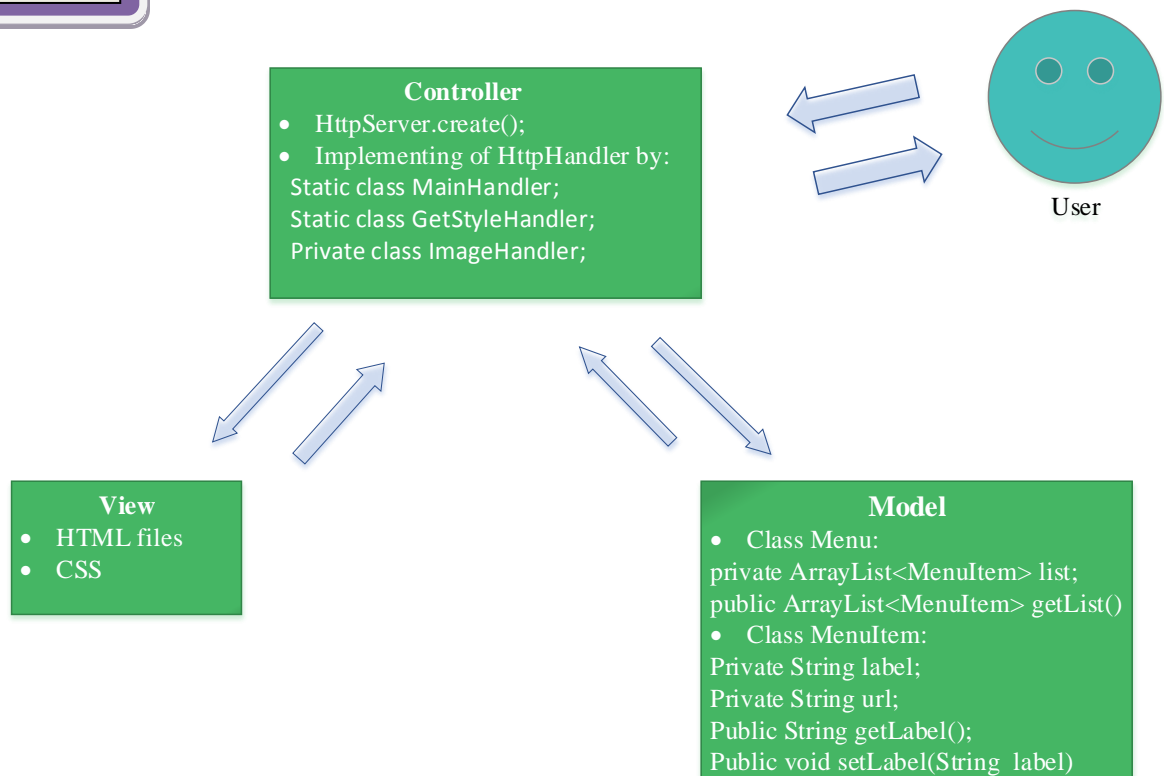 Controller
• HttpServer.create();
• Implementing of HttpHandler by:
Static class MainHandler;
Static class GetStyleHandler;
Private class ImageHandler;
User
View
• HTML files
• CSS
Model
• Class Menu:
private ArrayList<MenuItem> list;
public ArrayList<MenuItem> getList()
• Class MenuItem:
Private String label;
Private String url;
Public String getLabel();
Public void setLabel(String label)